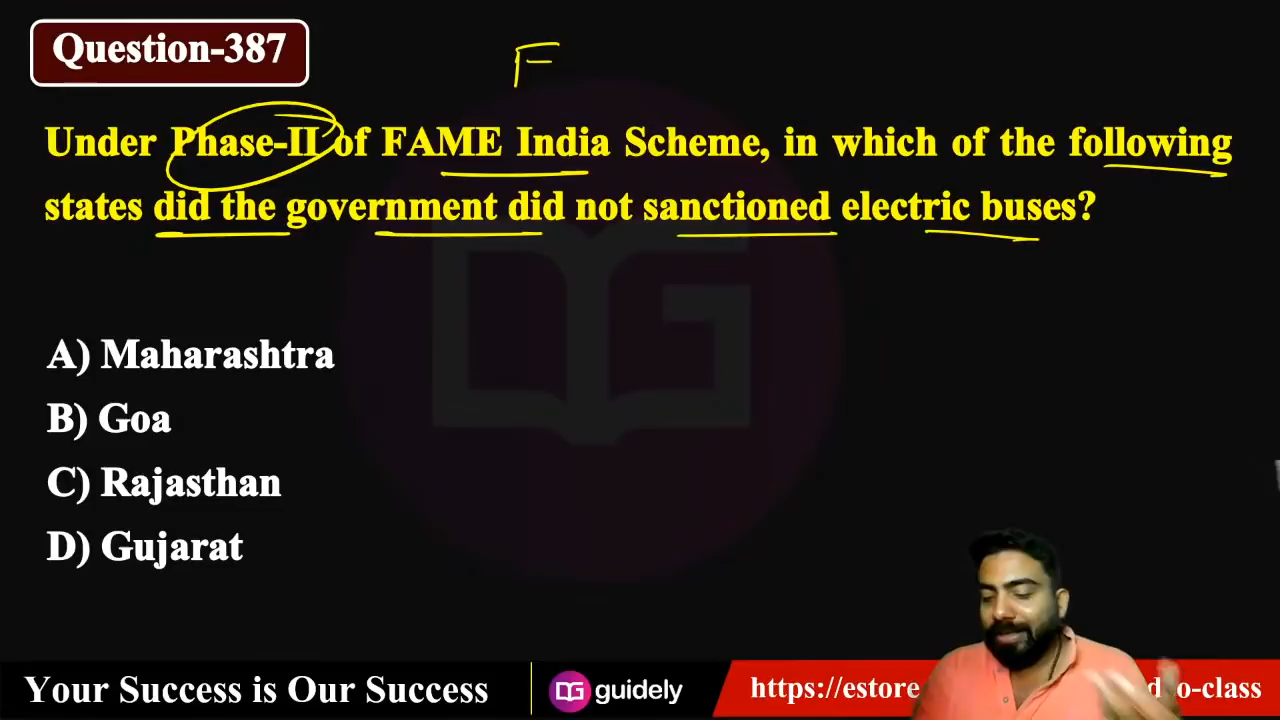 Question-387
F
Under Phase-II of FAME India Scheme, in which of the following
states did the government did not sanctioned electric buses?
A) Maharashtra
B) Goa
C) Rajasthan
D) Gujarat
Your Success is Our Success
guidely
https://estore
o-class